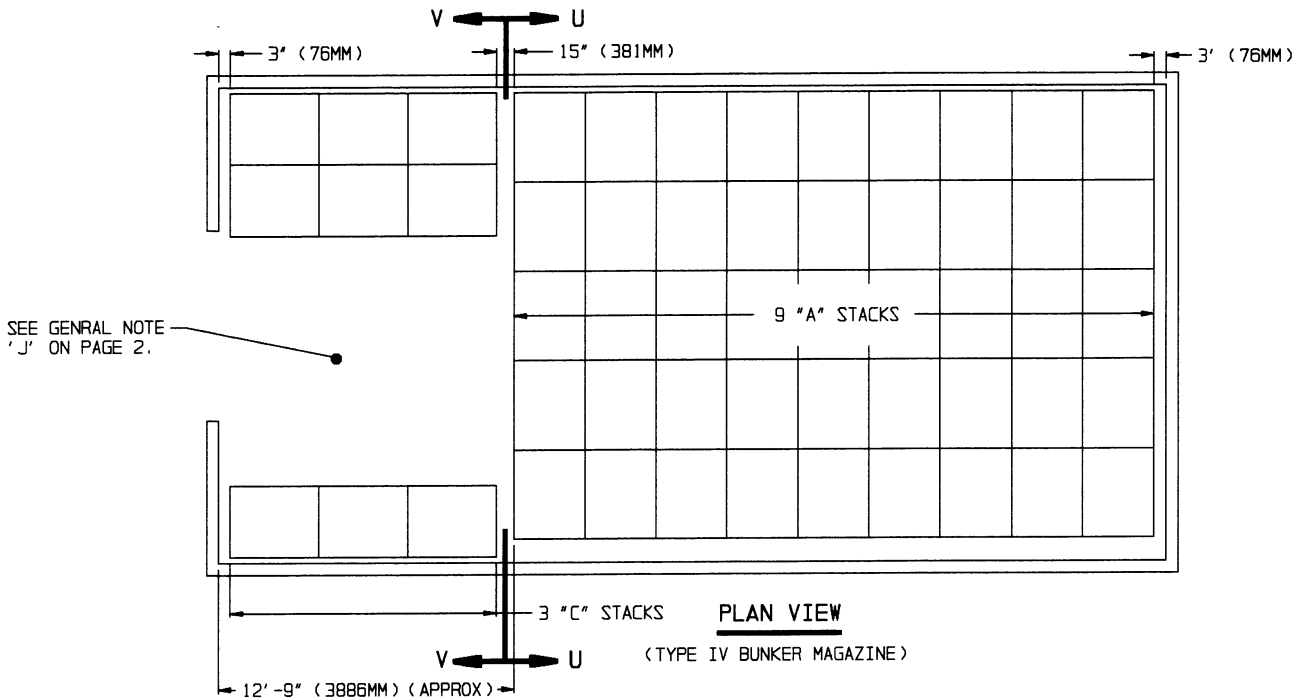 V U
3" (76MM)
15" (381MM)
3' (76MM)
9 "A" STACKS
SEE GENRAL NOTE
'J' ON PAGE 2.
3 "C" STACKS
PLAN VIEW
(TYPE IV BUNKER MAGAZINE)
V U
12'-9" (3886MM) (APPROX)